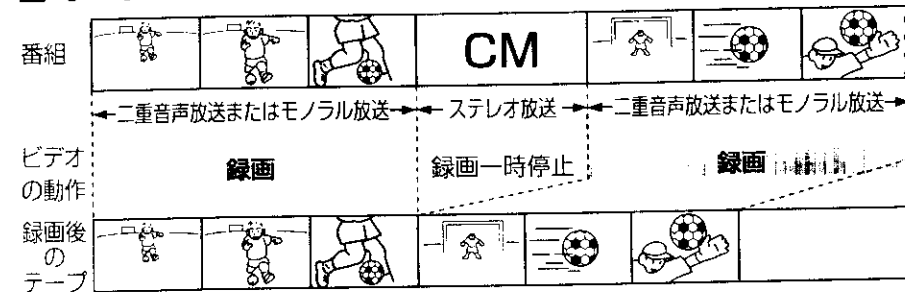 番組
CM
二重音声放送またはモノラル放送
ステレオ放送
二重音声放送またはモノラル放送
ビデオ
の動作
録画
録画一時停止
録画
録画後
の
テープ